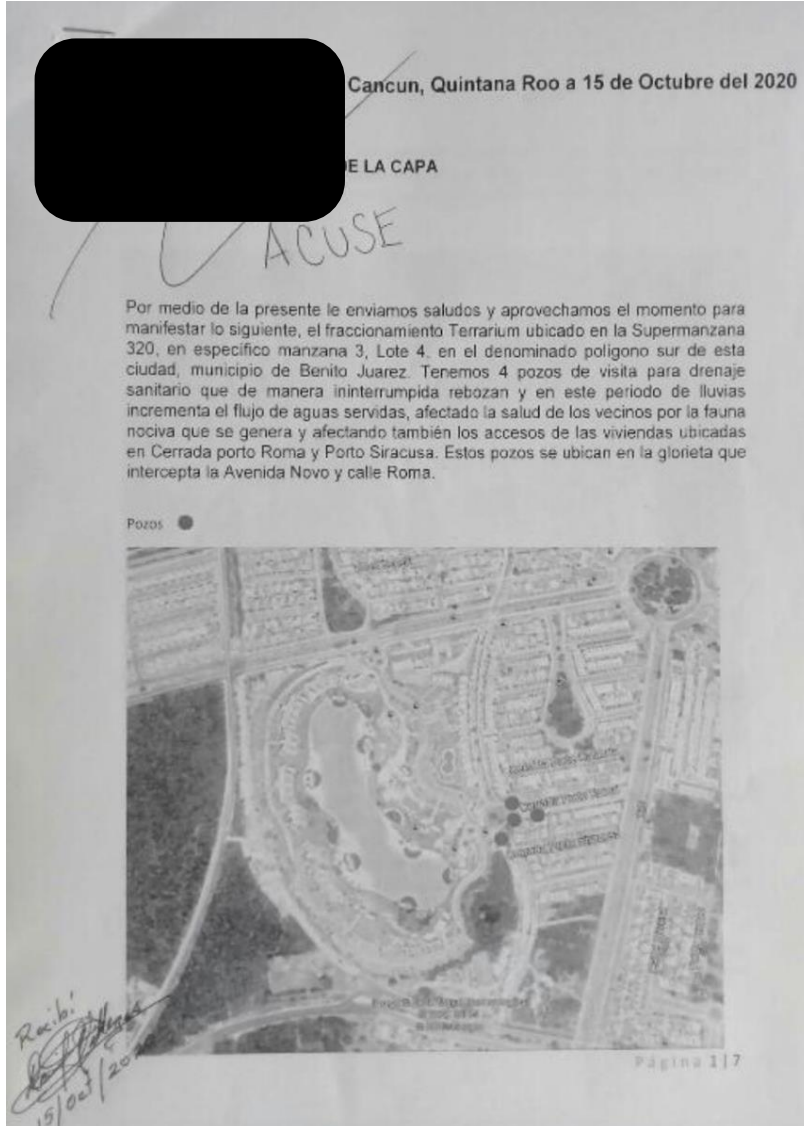 Cancun, Quintana Roo a 15 de Octubre del 2020
DE LA CAPA
ACUSE
Por medio de la presente le enviamos saludos y aprovechamos el momento para
manifestar lo siguiente, el fraccionamiento Terrarium ubicado en la Supermanzana
320, en especifico manzana 3, Lote 4, en el denominado poligono sur de esta
ciudad, municipio de Benito Juarez. Tenemos 4 pozos de visita para drenaje
sanitario que de manera ininterrumpida rebozan y en este periodo de lluvias
incrementa el flujo de aguas servidas, afectado la salud de los vecinos por la fauna
nociva que se genera y afectando también los accesos de las viviendas ubicadas
en Cerrada porto Roma y Porto Siracusa. Estos pozos se ubican en la glorieta que
intercepta la Avenida Novo y calle Roma.
Pozos
Recibi
15/Oct/2020
Página 1|7